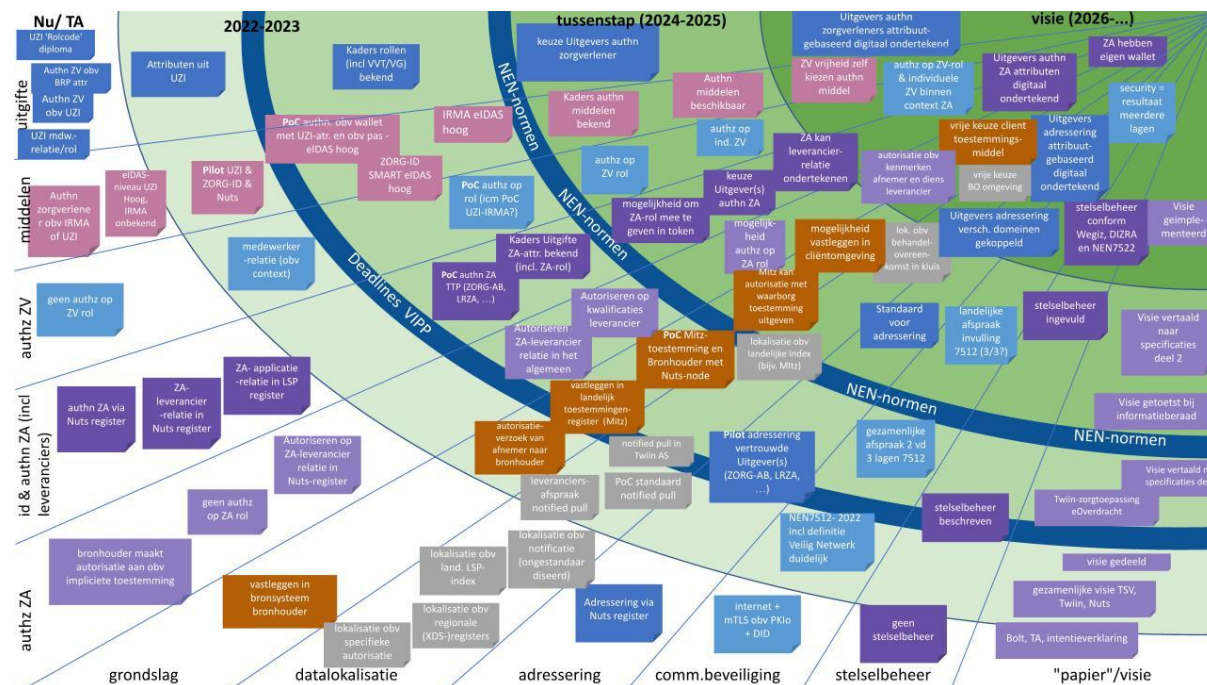 Nu/ TA
2022-2023
tussenstap (2024-2025)
visie (2026-...)
UZI 'Rolcode'
diploma
Authn ZV obv
BRP attr
Authn ZV
obv UZI
UZI mdw.-
relatie/rol
Attributen uit
UZI
Kaders rollen
(incl VVT/VG)
bekend
keuze Uitgevers authn
zorgverlener
Uitgevers authn
zorgverleners attribuut-
gebaseerd digitaal ondertekend
ZA hebben
eigen wallet
ZV vrijheid zelf
kiezen authn
middel
authz op ZV-rol
& individuele
ZV binnen
context ZA
Uitgevers authn
ZA attributen
digitaal
ondertekend
security =
resultaat
meerdere
lagen
Authn
middelen
beschikbaar
Kaders authn
middelen
bekend
IRMA eIDAS
hoog
PoC authn. obv wallet
met UZI-atr. en obv pas -
eIDAS hoog
ZORG-ID
SMART eIDAS
hoog
authz op
ind. ZV
authz op
ZV rol
ZA kan
leverancier-
relatie
ondertekenen
autorisatie obv
kenmerken
afnemer en diens
leverancier
vrije keuze client
toestemmings-
middel
vrije keuze
BO omgeving
Uitgevers
adressering
attribuut-
gebaseerd
digitaal
ondertekend
uitgifte
middelen
authz ZV
id & authn ZA (incl
leveranciers)
authz ZA
Authn
zorgverlene
r obv IRMA
of UZI
eIDAS-
niveau UZI
Hoog,
IRMA
onbekend
Pilot UZI &
ZORG-ID &
Nuts
PoC authz op
rol (icm PoC
UZI-IRMA?)
keuze
Uitgever(s)
authn ZA
mogelijkheid om
ZA-rol mee te
geven in token
mogelijk-
heid
authz op
ZA rol
mogelijkheid
vastleggen in
cliëntomgeving
lok. obv
behandel-
overeen-
komst in kluis
Uitgevers adressering
versch. domeinen
gekoppeld
stelselbeheer
conform
Wegiz, DIZRA
en NEN7522
Visie
geimple-
menteerd
medewerker
-relatie (obv
context)
Kaders Uitgifte
ZA-attr. bekend
(incl. ZA-rol)
PoC authn ZA
TTP (ZORG-AB,
LRZA, …)
Mitz kan
autorisatie met
waarborg
toestemming
uitgeven
geen authz op
ZV rol
Autoriseren op
kwalificaties
leverancier
Autoriseren
ZA-leverancier
relatie in het
algemeen
PoC Mitz-
toestemming en
Bronhouder met
Nuts-node
lokalisatie obv
landelijke index
(bijv. MItz)
Standaard
voor
adressering
landelijke
afspraak
invulling
7512 (3/3?)
stelselbeheer
ingevuld
Visie vertaald
naar
specificaties
deel 2
Deadlines VIPP
NEN-normen
NEN-normen
NEN-normen
NEN-normen
NEN-normen
ZA- applicatie
-relatie in LSP
register
ZA-
leverancier
-relatie in
Nuts register
authn ZA via
Nuts register
vastleggen in
landelijk
toestemmingen-
register (Mitz)
autorisatie-
verzoek van
afnemer naar
bronhouder
Visie getoetst bij
informatieberaad
Autoriseren op
ZA-leverancier
relatie in
Nuts-register
notified pull in
Twiin AS
PoC standaard
notified pull
leveranciers-
afspraak
notified pull
Pilot adressering
vertrouwde
Uitgever(s)
(ZORG-AB, LRZA,
…)
gezamenlijke
afspraak 2 vd
3 lagen 7512
Visie vertaald n
specificaties de
geen authz
op ZA rol
stelselbeheer
beschreven
Twiin-zorgtoepassing
eOverdracht
NEN7512- 2022
incl definitie
Veilig Netwerk
duidelijk
bronhouder maakt
autorisatie aan obv
impliciete toestemming
vastleggen in
bronsysteem
bronhouder
lokalisatie obv
land. LSP-
index
lokalisatie obv
notificatie
(ongestandaar
diseerd)
visie gedeeld
lokalisatie obv
regionale
(XDS-)registers
lokalisatie obv
specifieke
autorisatie
Adressering via
Nuts register
internet +
mTLS obv PKIo
+ DID
geen
stelselbeheer
gezamenlijke visie TSV,
Twiin, Nuts
Bolt, TA, intentieverklaring
grondslag
datalokalisatie
adressering
comm.beveiliging
stelselbeheer
"papier"/visie